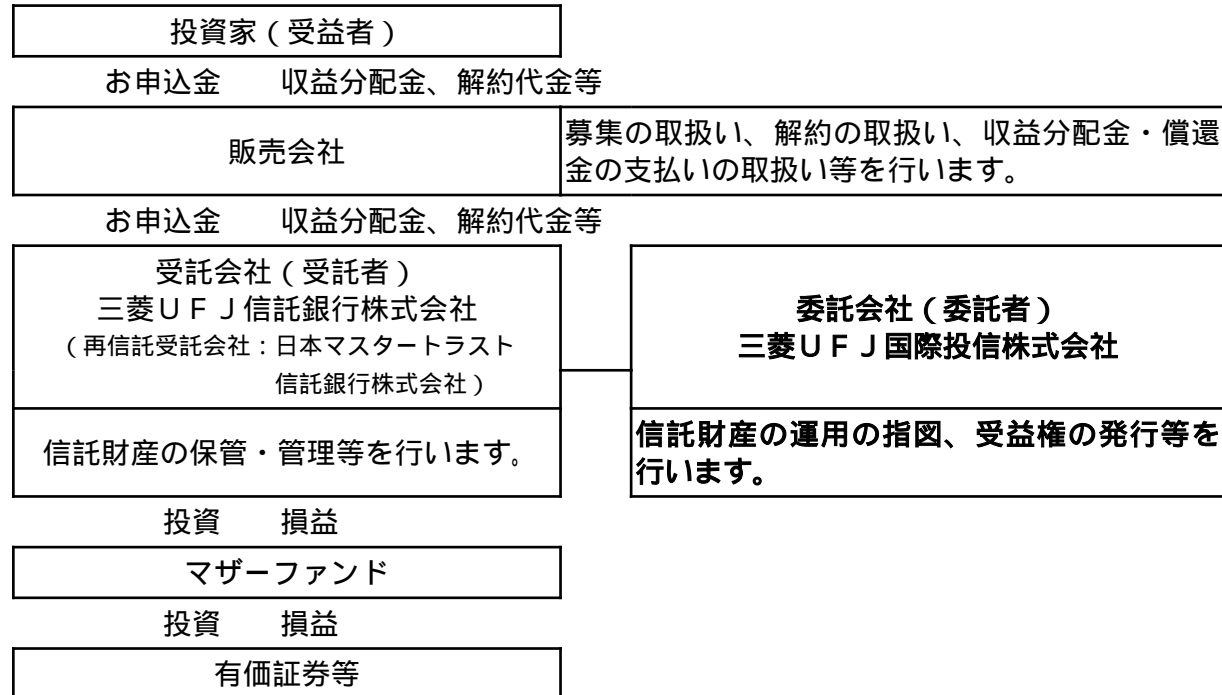 投資家(受益者)
お申込金　　収益分配金、解約代金等
販売会社
募集の取扱い、解約の取扱い、収益分配金・償還
金の支払いの取扱い等を行います。
お申込金　　収益分配金、解約代金等
受託会社(受託者)
三菱ＵＦＪ信託銀行株式会社
(再信託受託会社：日本マスタートラスト
信託銀行株式会社)
信託財産の保管・管理等を行います。
委託会社(委託者)
三菱ＵＦＪ国際投信株式会社
信託財産の運用の指図、受益権の発行等を
行います。
投資　　損益
マザーファンド
投資　　損益
有価証券等